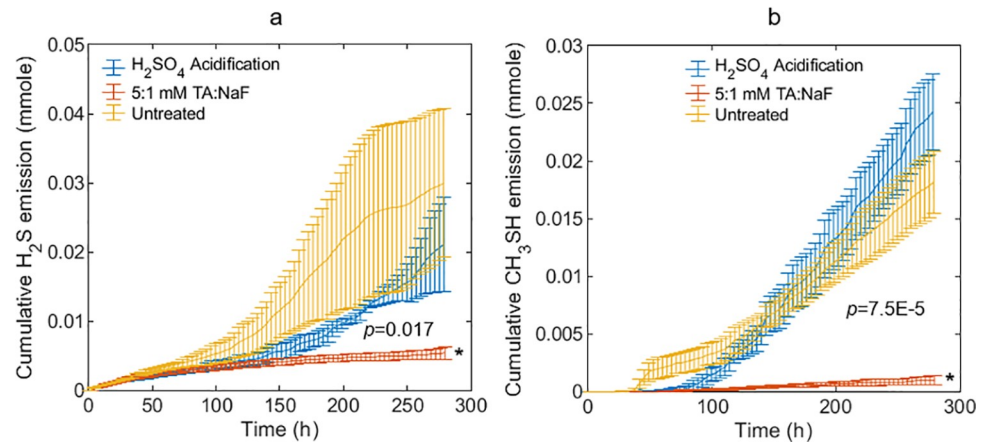 a
Cumulative H₂S emission (mmole)
0.05
0.04
0.03
0.02
0.01
0
H₂SO₄ Acidification
5:1 mM TA:NaF
Untreated
p=0.017
*
0 50 100 150 200 250 300
Time (h)
b
Cumulative CH₃SH emission (mmole)
0.03
0.025
0.02
0.015
0.01
0.005
0
H₂SO₄ Acidification
5:1 mM TA:NaF
Untreated
p=7.5E-5
*
0 100 200 300
Time (h)